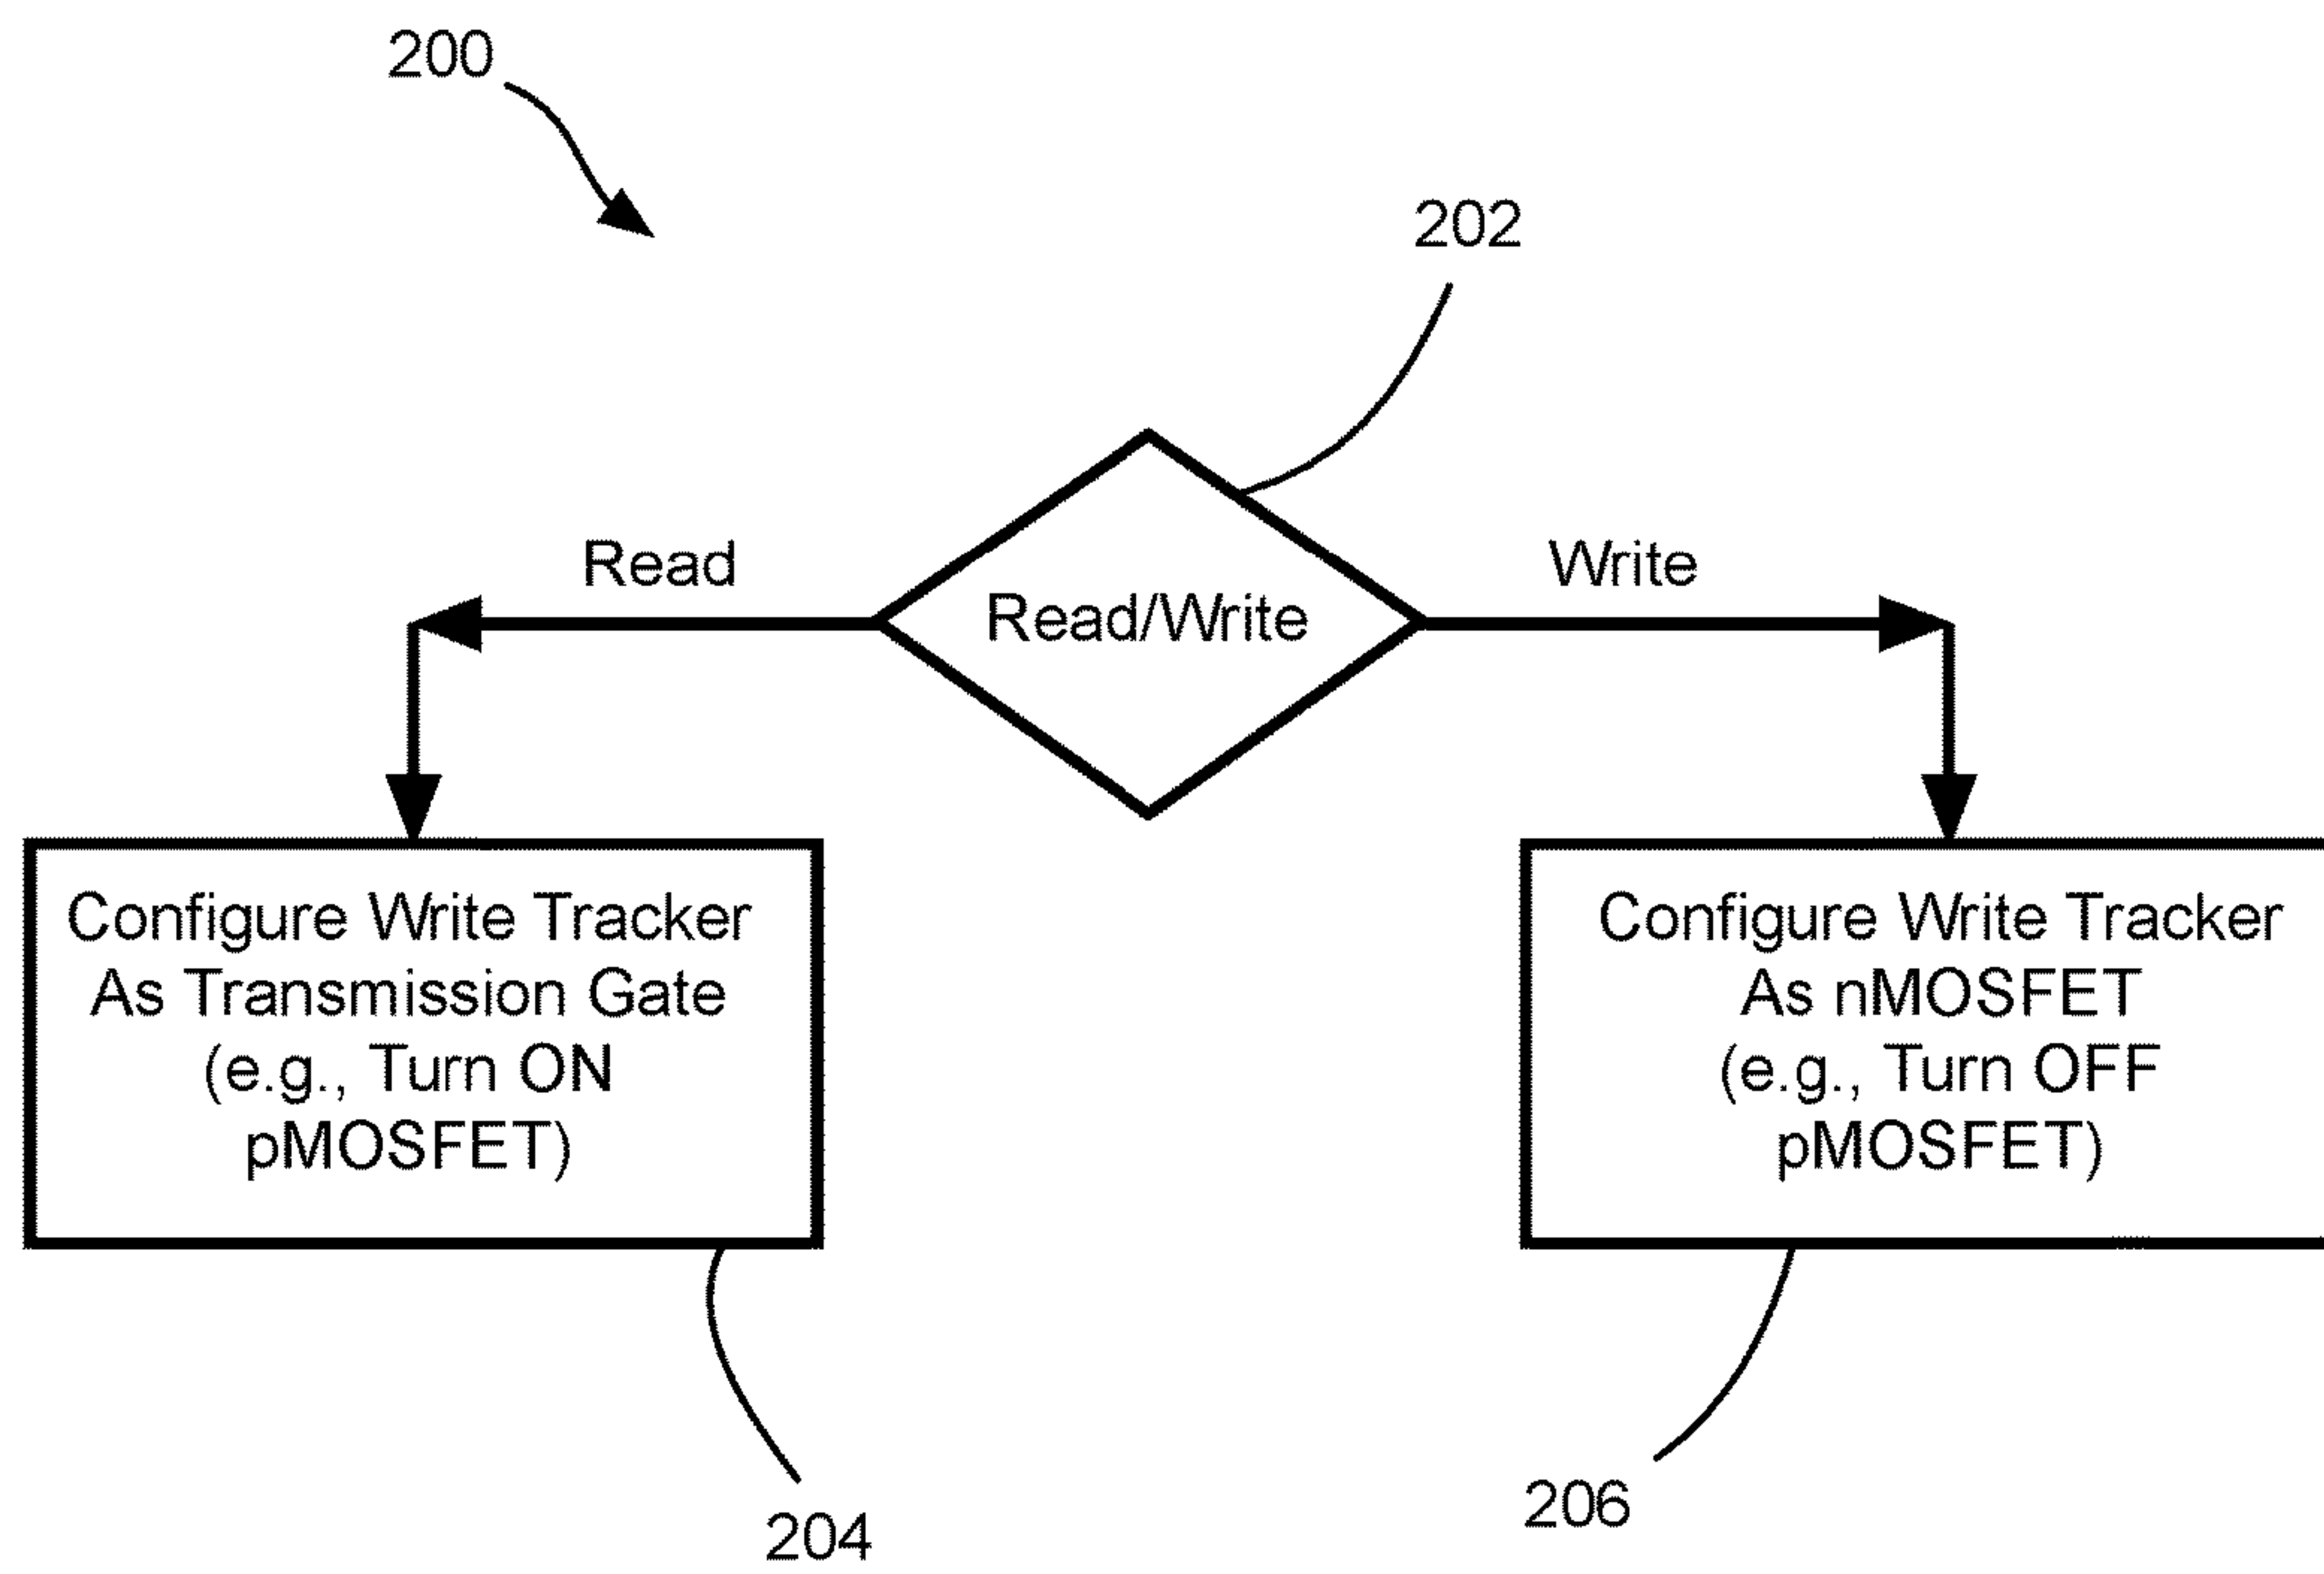 200
202
Read
Write
Read/Write
Configure Write Tracker
As Transmission Gate
(e.g., Turn ON
pMOSFET)
Configure Write Tracker
As nMOSFET
(e.g., Turn OFF
pMOSFET)
204
206